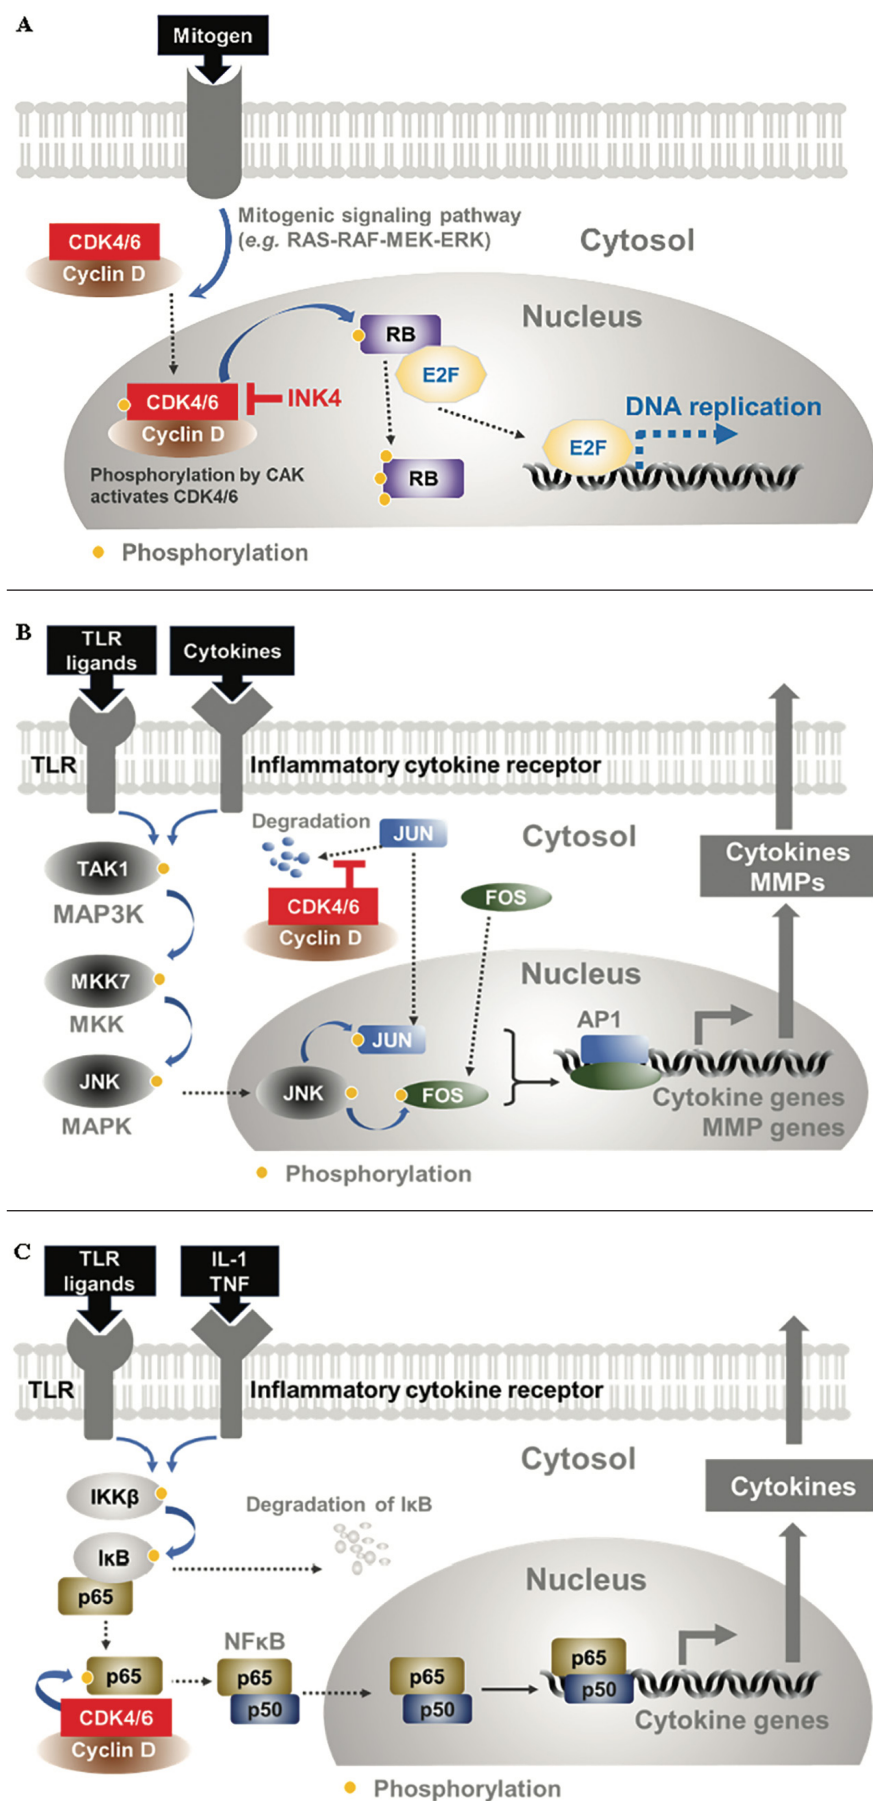 A
Mitogen
Mitogenic signaling pathway
(e.g. RAS-RAF-MEK-ERK)
Cytosol
CDK4/6
Cyclin D
Nucleus
RB
E2F
CDK4/6
INK4
Cyclin D
DNA replication
E2F
RB
Phosphorylation by CAK
activates CDK4/6
Phosphorylation
B
TLR
ligands
Cytokines
TLR
Inflammatory cytokine receptor
Degradation
JUN
Cytosol
Cytokines
MMPs
TAK1
MAP3K
CDK4/6
Cyclin D
FOS
MKK7
MKK
Nucleus
AP1
JUN
JNK
MAPK
JNK
FOS
Cytokine genes
MMP genes
Phosphorylation
C
TLR
ligands
IL-1
TNF
TLR
Inflammatory cytokine receptor
Cytosol
Cytokines
IKKβ
Degradation of IκB
IκB
p65
Nucleus
NFκB
p65
CDK4/6
Cyclin D
p65
p50
p65
p50
p65
p50
Cytokine genes
Phosphorylation